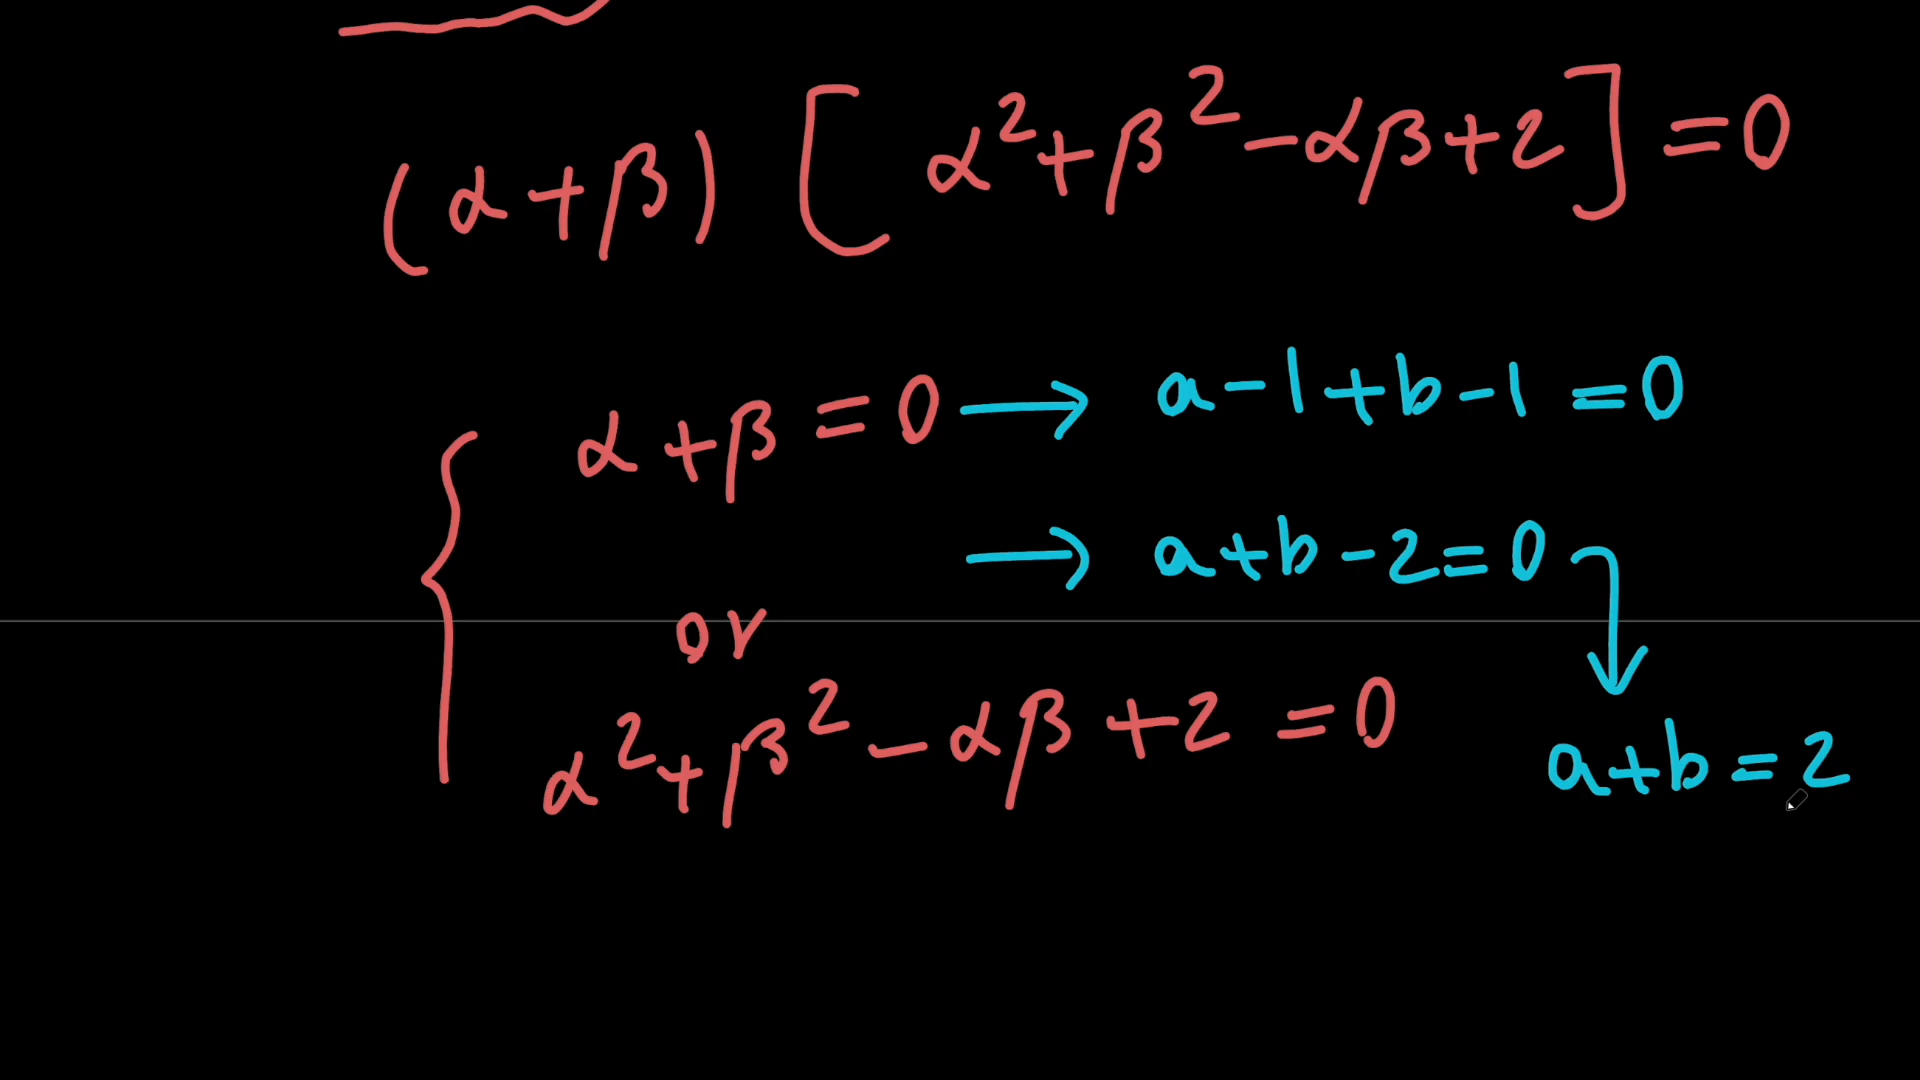 (α+β) [α²+β²-αβ+2] = 0
α+β = 0 → a-1+b-1 = 0
→ a+b-2=0
or
α²+β²-αβ+2 = 0
a+b=2